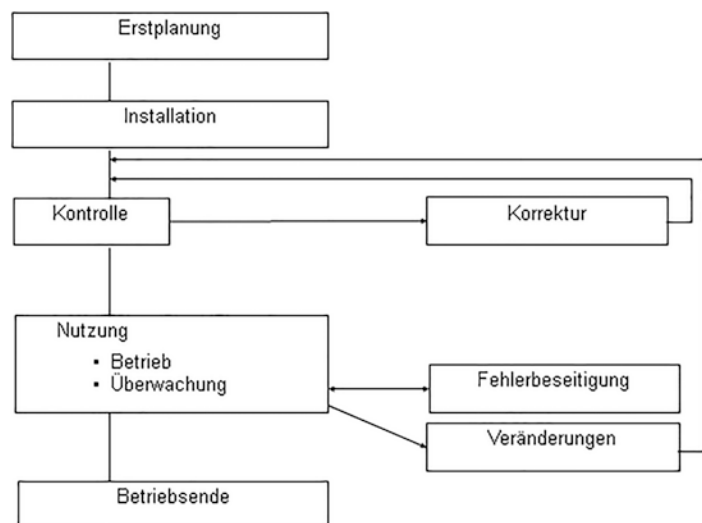 Erstplanung
Installation
Kontrolle
Korrektur
Nutzung
▪ Betrieb
▪ Überwachung
Fehlerbeseitigung
Veränderungen
Betriebsende